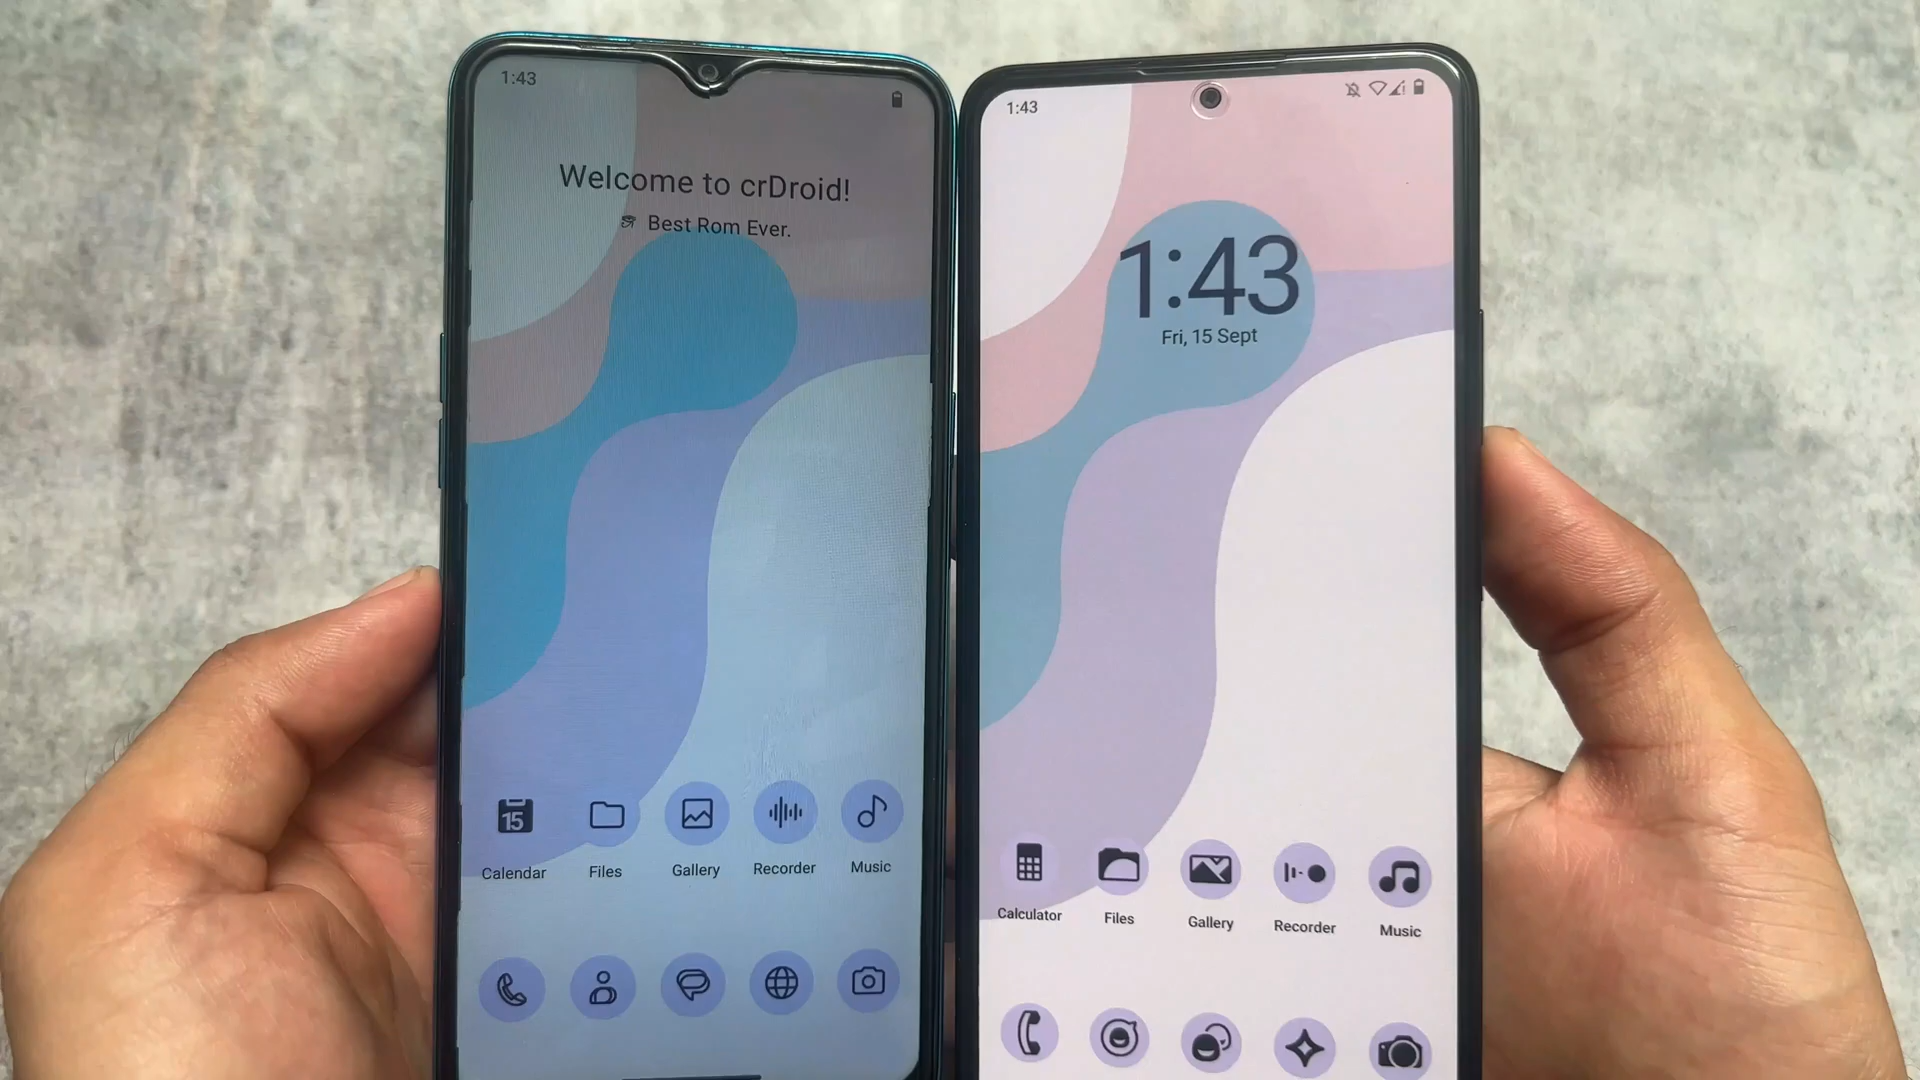 1:43
Welcome to crDroid!
Best Rom Ever.
15
Calendar
Files
Gallery
Recorder
Music
1:43
1:43
Fri, 15 Sept
Calculator
Files
Gallery
Recorder
Music